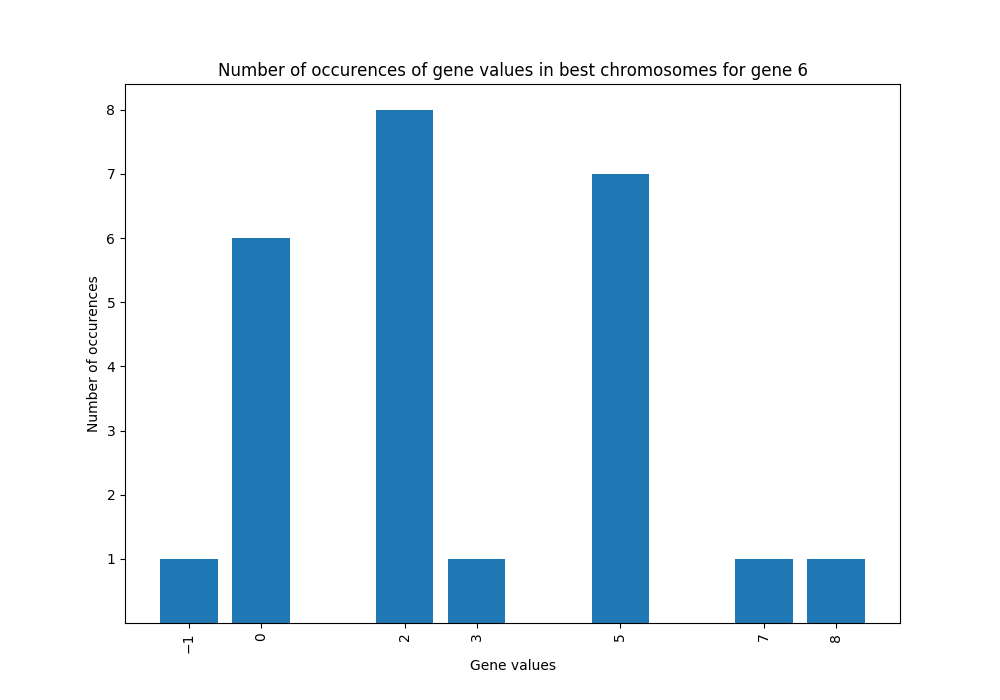 Number of occurences of gene values in best chromosomes for gene 6
Number of occurences
8
7
6
5
4
3
2
1
−1 0 2 3 5 7 8
Gene values